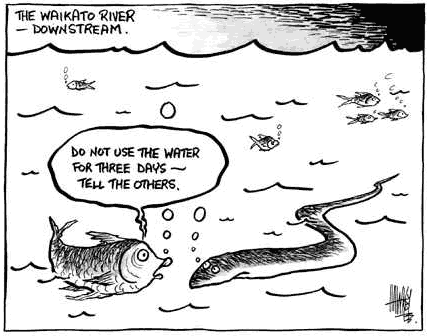 THE WAIKATO RIVER
— DOWNSTREAM.
DO NOT USE THE WATER
FOR THREE DAYS ~
TELL THE OTHERS.